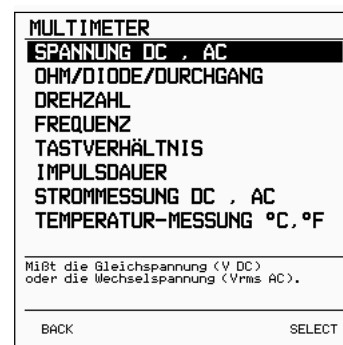 MULTIMETER
SPANNUNG DC , AC
OHM/DIODE/DURCHGANG
DREHZAHL
FREQUENZ
TASTVERHÄLTNIS
IMPULSDAUER
STROMMESSUNG DC , AC
TEMPERATUR-MESSUNG °C,°F
Mißt die Gleichspannung (V DC)
oder die Wechselspannung (Vrms AC).
BACK SELECT